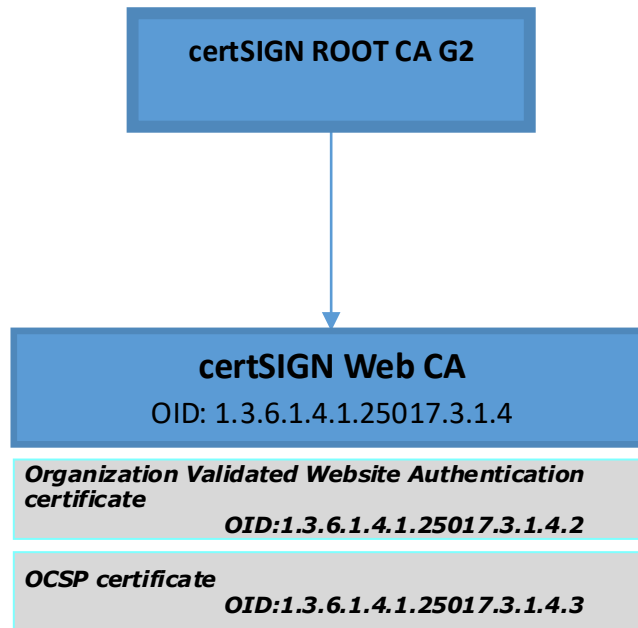 certSIGN ROOT CA G2
certSIGN Web CA
OID: 1.3.6.1.4.1.25017.3.1.4
Organization Validated Website Authentication
certificate
OID:1.3.6.1.4.1.25017.3.1.4.2
OCSP certificate
OID:1.3.6.1.4.1.25017.3.1.4.3